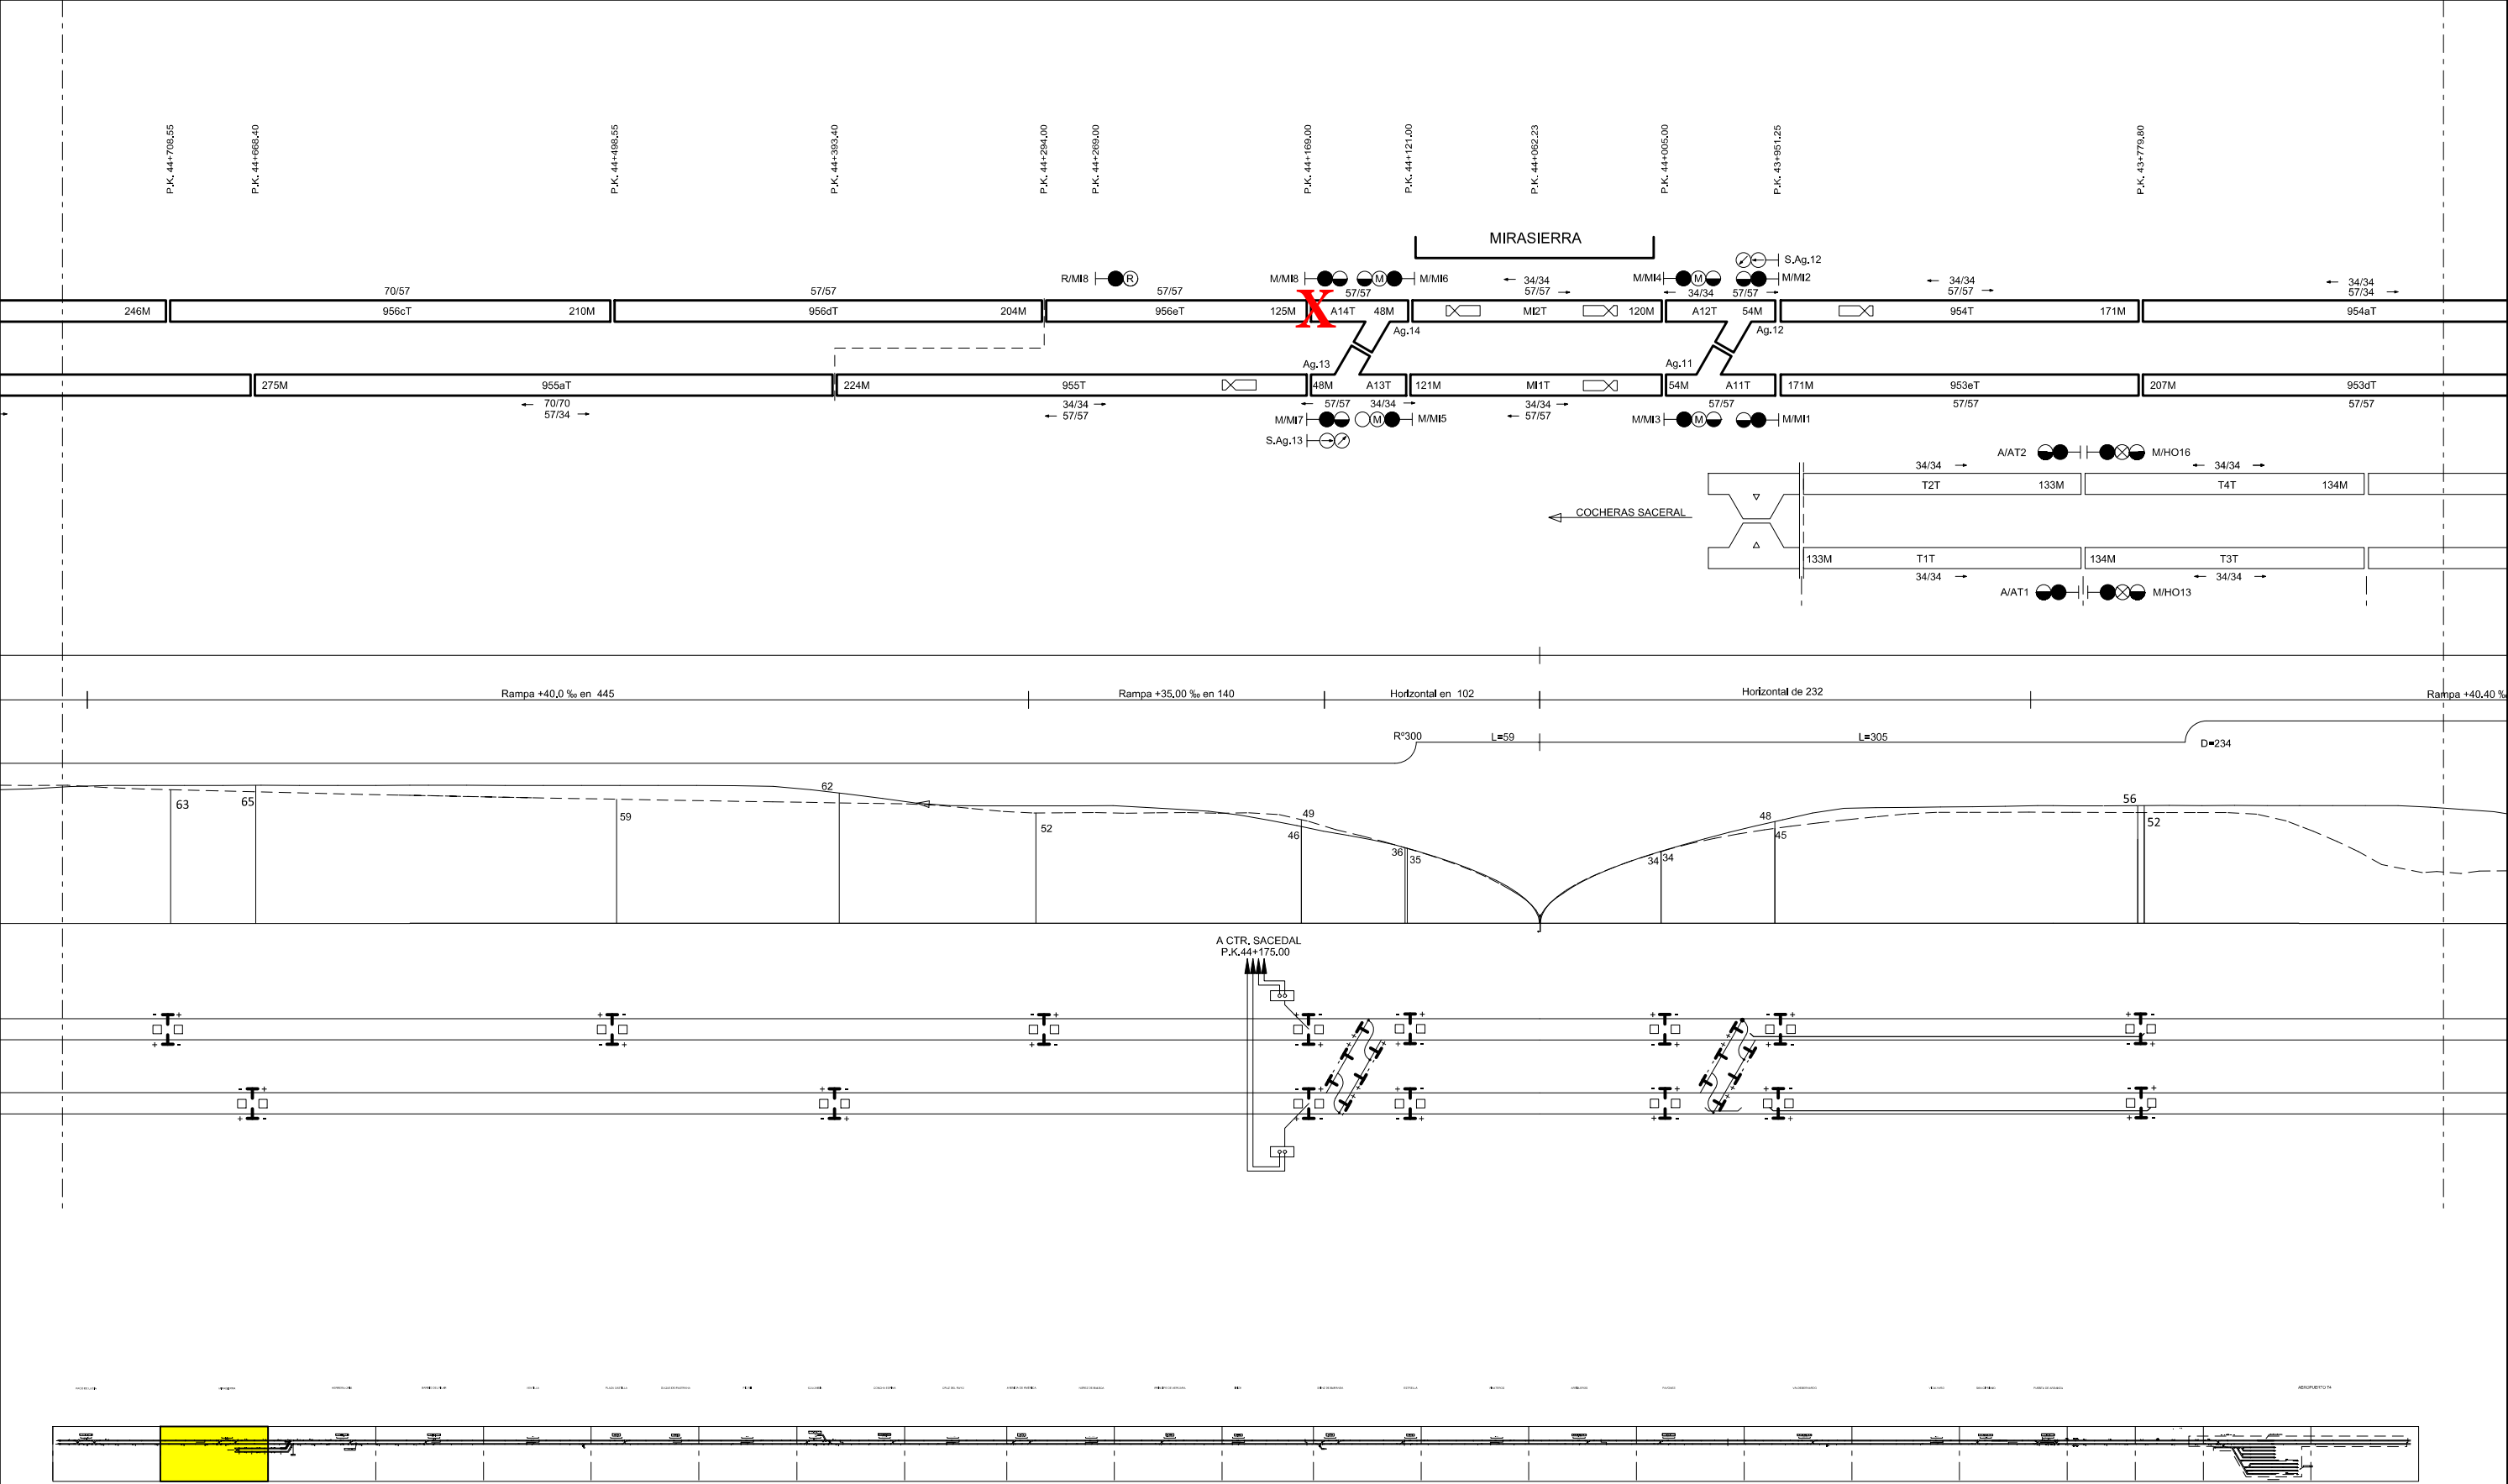 P.K. 44+708.55
P.K. 44+668.40
P.K. 44+498.55
P.K. 44+393.40
P.K. 44+294.00
P.K. 44+269.00
P.K. 44+169.00
P.K. 44+121.00
P.K. 44+062.23
P.K. 44+005.00
P.K. 43+951.25
P.K. 43+779.80
MIRASIERRA
S.Ag.12
R/MI8 R M/MI8 M M/MI6 34/34 M/MI4 M M/MI2 34/34 34/34
70/57 57/57 57/57 57/57 57/57 34/34 57/57 57/57 57/34
246M 956cT 210M 956dT 204M 956eT 125M X A14T 48M MI2T 120M A12T 54M 954T 171M 954aT
Ag.14 Ag.12
Ag.13 Ag.11
275M 955aT 224M 955T 48M A13T 121M MI1T 54M A11T 171M 953eT 207M 953dT
70/70 34/34 57/57 34/34 34/34 57/57 57/57 57/57
57/34 57/57 M/MI7 M M/MI5 57/57 M/MI3 M M/MI1
S.Ag.13
A/AT2 M/HO16
34/34 34/34
T2T 133M T4T 134M
COCHERAS SACERAL
133M T1T 134M T3T
34/34 34/34
A/AT1 M/HO13
Rampa +40.0 ‰ en 445 Rampa +35.00 ‰ en 140 Horizontal en 102 Horizontal de 232 Rampa +40.40 ‰
Rº300 L=59 L=305 D=234
63 65 59 62 52 49 46 36 35 34 34 48 45 56 52
A CTR. SACEDAL
P.K.44+175.00
AEROPUERTO T4